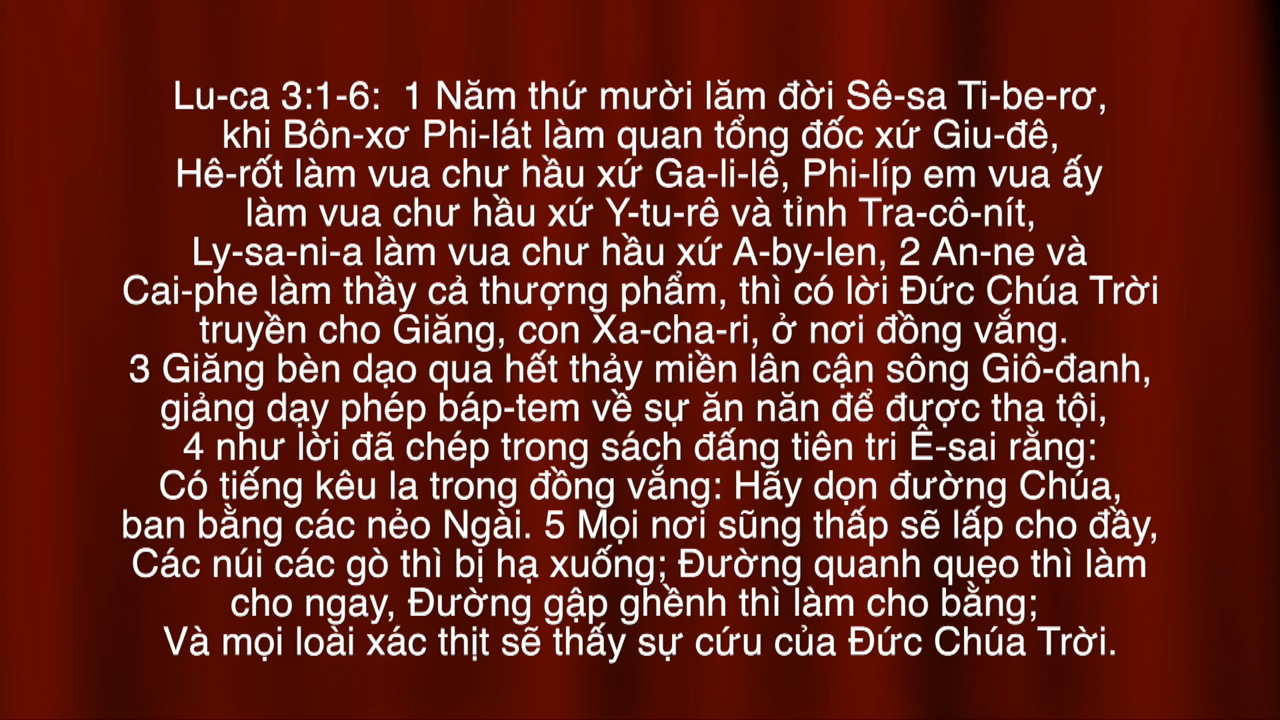 Lu-ca 3:1-6:  1 Năm thứ mười lăm đời Sê-sa Ti-be-rơ,
khi Bôn-xơ Phi-lát làm quan tổng đốc xứ Giu-đê,
Hê-rốt làm vua chư hầu xứ Ga-li-lê, Phi-líp em vua ấy
làm vua chư hầu xứ Y-tu-rê và tỉnh Tra-cô-nít,
Ly-sa-ni-a làm vua chư hầu xứ A-by-len, 2 An-ne và
Cai-phe làm thầy cả thượng phẩm, thì có lời Đức Chúa Trời
truyền cho Giăng, con Xa-cha-ri, ở nơi đồng vắng.
3 Giăng bèn dạo qua hết thảy miền lân cận sông Giô-đanh,
giảng dạy phép báp-tem về sự ăn năn để được tha tội,
4 như lời đã chép trong sách đấng tiên tri Ê-sai rằng:
Có tiếng kêu la trong đồng vắng: Hãy dọn đường Chúa,
ban bằng các nẻo Ngài. 5 Mọi nơi sũng thấp sẽ lấp cho đầy,
Các núi các gò thì bị hạ xuống; Đường quanh quẹo thì làm
cho ngay, Đường gập ghềnh thì làm cho bằng;
Và mọi loài xác thịt sẽ thấy sự cứu của Đức Chúa Trời.